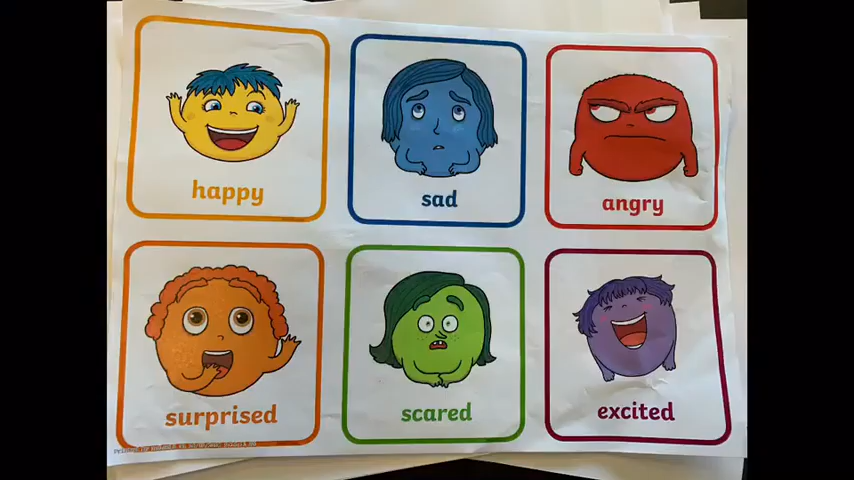 happy
sad
angry
surprised
scared
excited